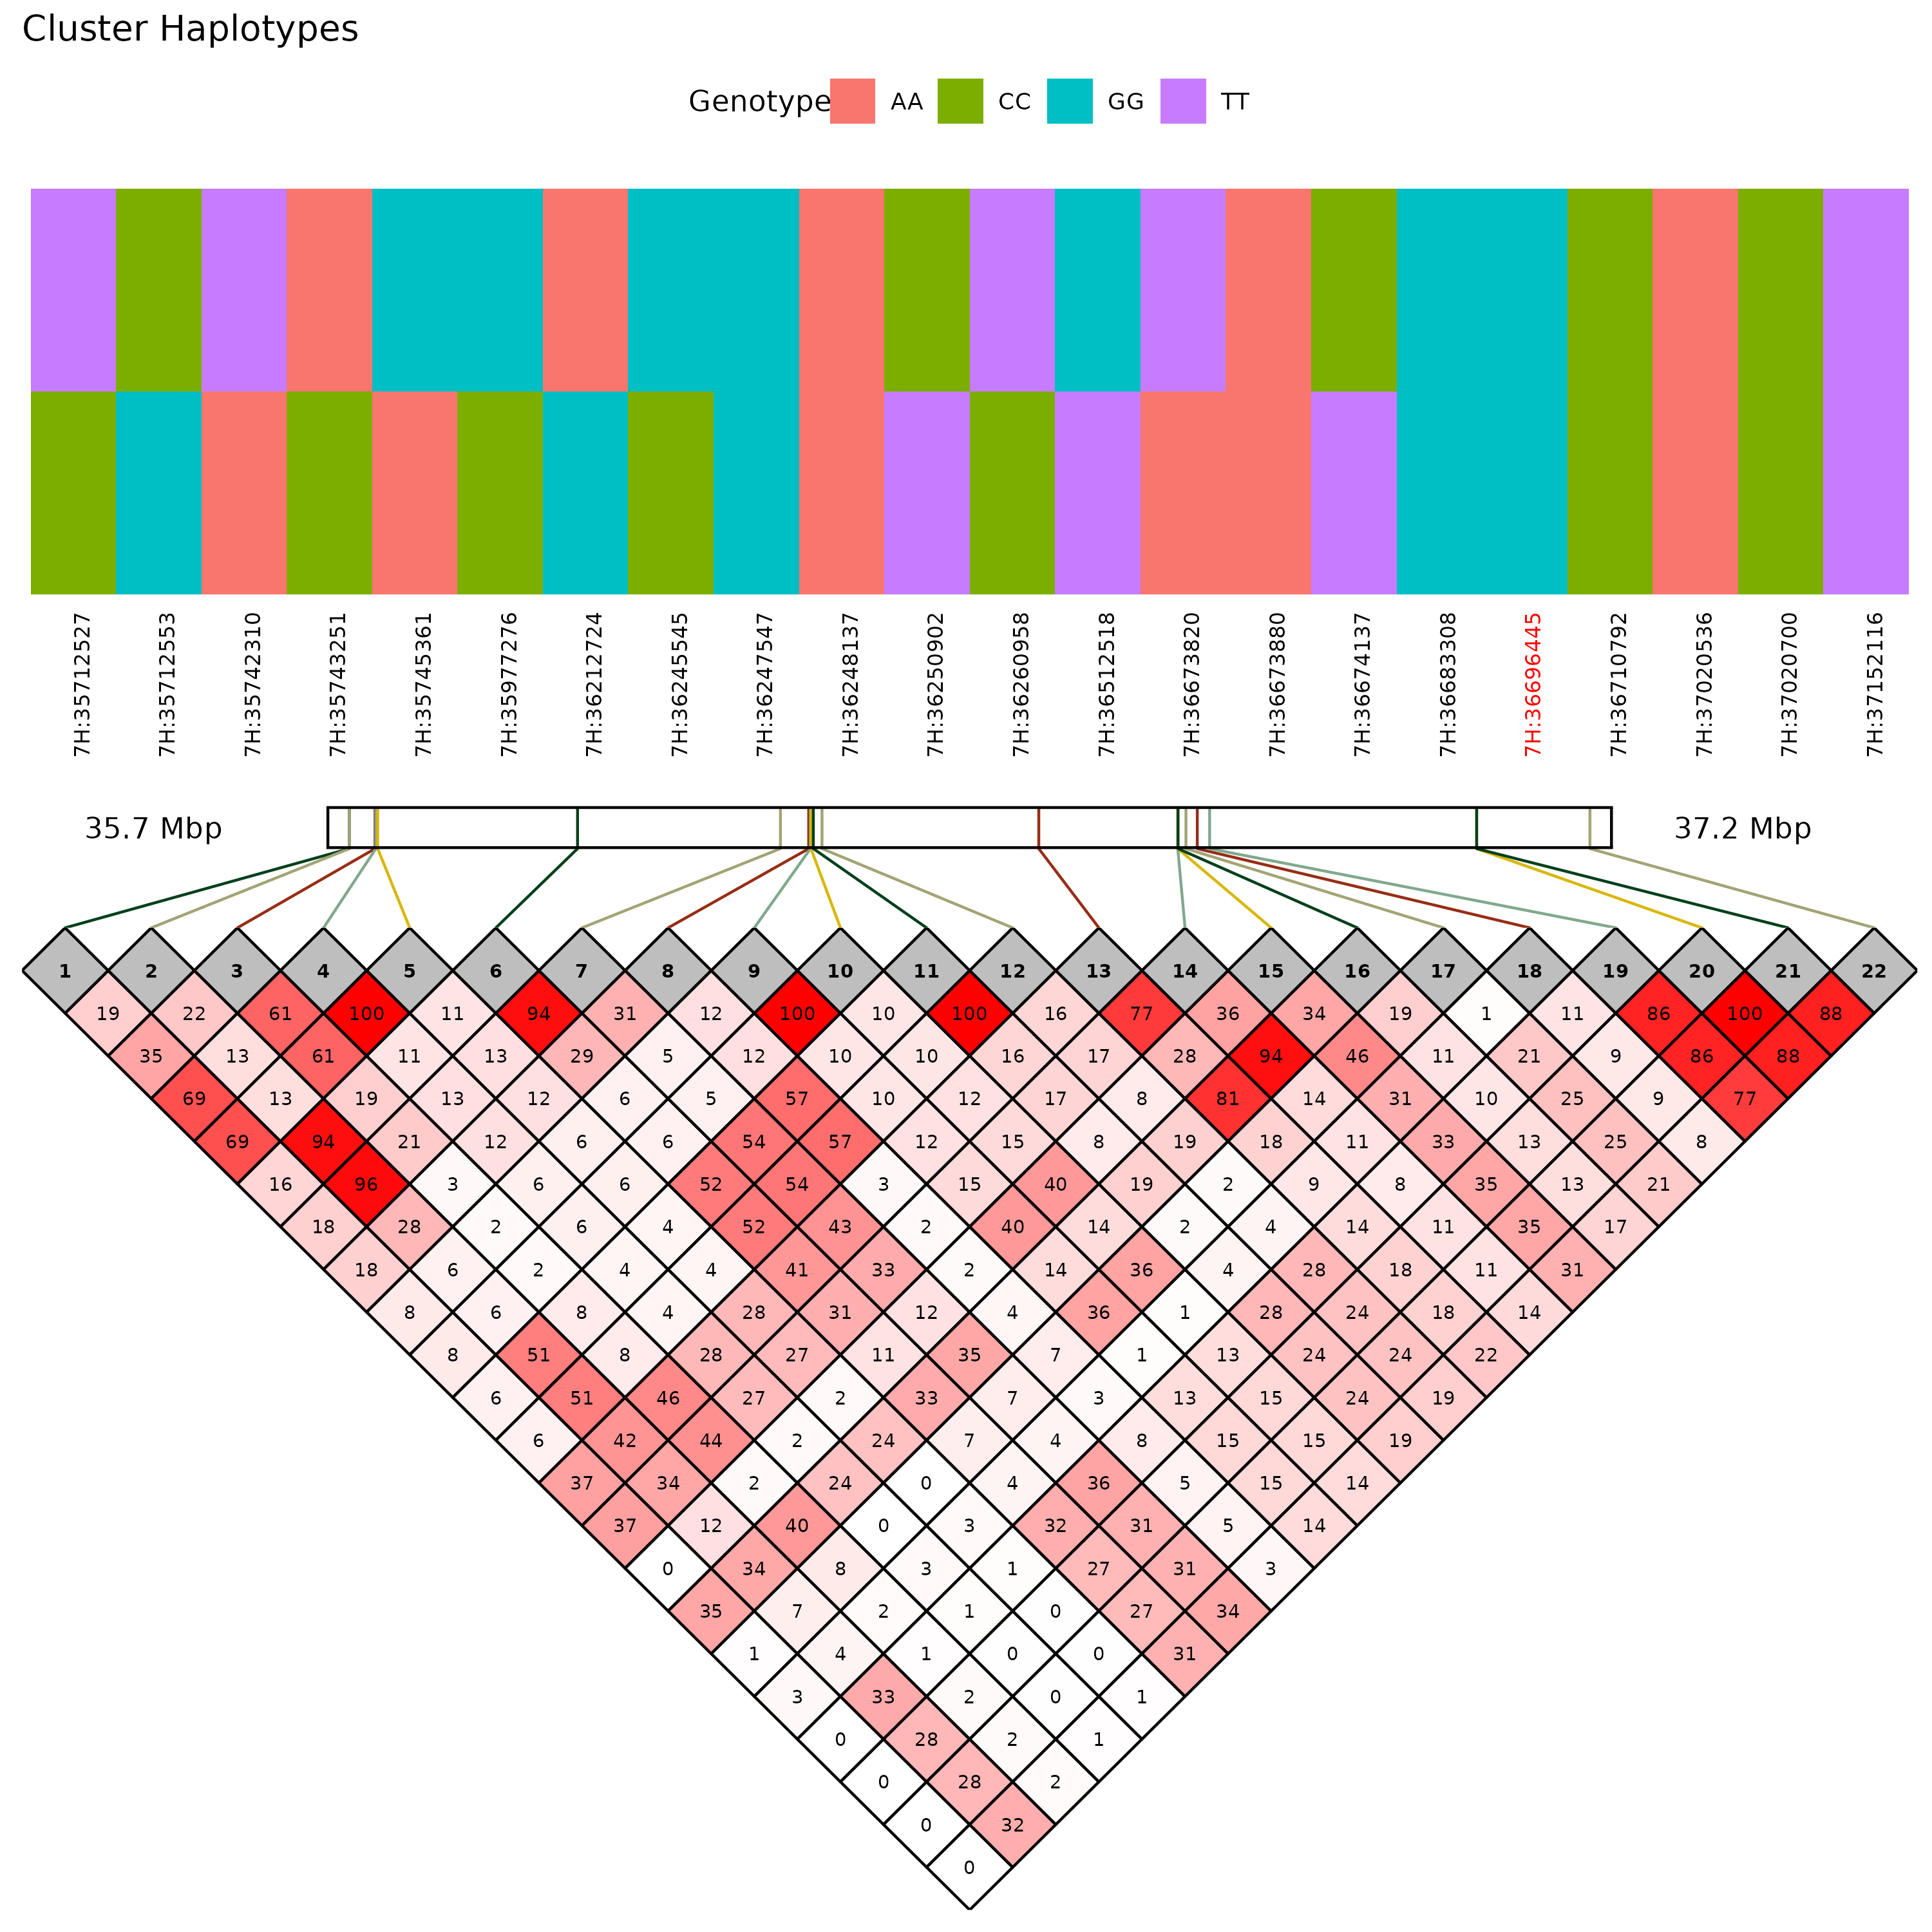 Cluster Haplotypes
Genotype AA CC GG TT
7H:35712527 7H:35712553 7H:35742310 7H:35743251 7H:35745361 7H:35977276 7H:36212724 7H:36245545 7H:36247547 7H:36248137 7H:36250902 7H:36260958 7H:36512518 7H:36673820 7H:36673880 7H:36674137 7H:36683308 7H:36696445 7H:36710792 7H:37020536 7H:37020700 7H:37152116
35.7 Mbp 37.2 Mbp
1 2 3 4 5 6 7 8 9 10 11 12 13 14 15 16 17 18 19 20 21 22
19 22 61 100 11 94 31 12 100 10 100 16 77 36 34 19 1 11 86 100 88
35 13 61 11 13 29 5 12 10 10 16 17 28 94 46 11 21 9 86 88
69 13 19 13 12 6 5 57 10 12 17 8 81 14 31 10 25 9 77
69 94 21 12 6 6 54 57 12 15 8 19 18 11 33 13 25 8
16 96 3 6 6 52 54 3 15 40 19 2 9 8 35 13 21
18 28 2 6 4 52 43 2 40 14 2 4 14 11 35 17
18 6 2 4 4 41 33 2 14 36 4 28 18 11 31
8 6 8 4 28 31 12 4 36 1 28 24 18 14
8 51 8 28 27 11 35 7 1 13 24 24 22
6 51 46 27 2 33 7 3 13 15 24 19
6 42 44 2 24 7 4 8 15 15 19
37 34 2 24 0 4 36 5 15 14
37 12 40 0 3 32 31 5 14
0 34 8 3 1 27 31 3
35 7 2 1 0 27 34
1 4 1 0 0 31
3 33 2 0 1
0 28 2 1
0 28 2
0 32
0